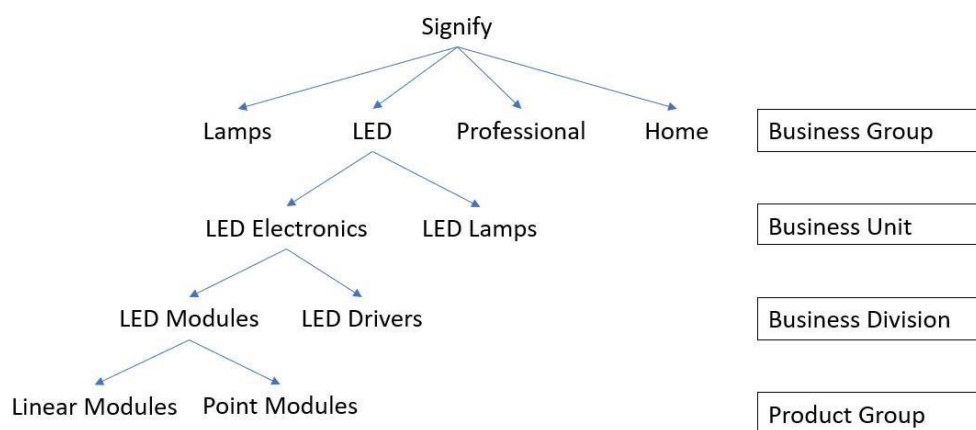 Signify
Lamps LED Professional Home Business Group
LED Electronics LED Lamps Business Unit
LED Modules LED Drivers Business Division
Linear Modules Point Modules Product Group